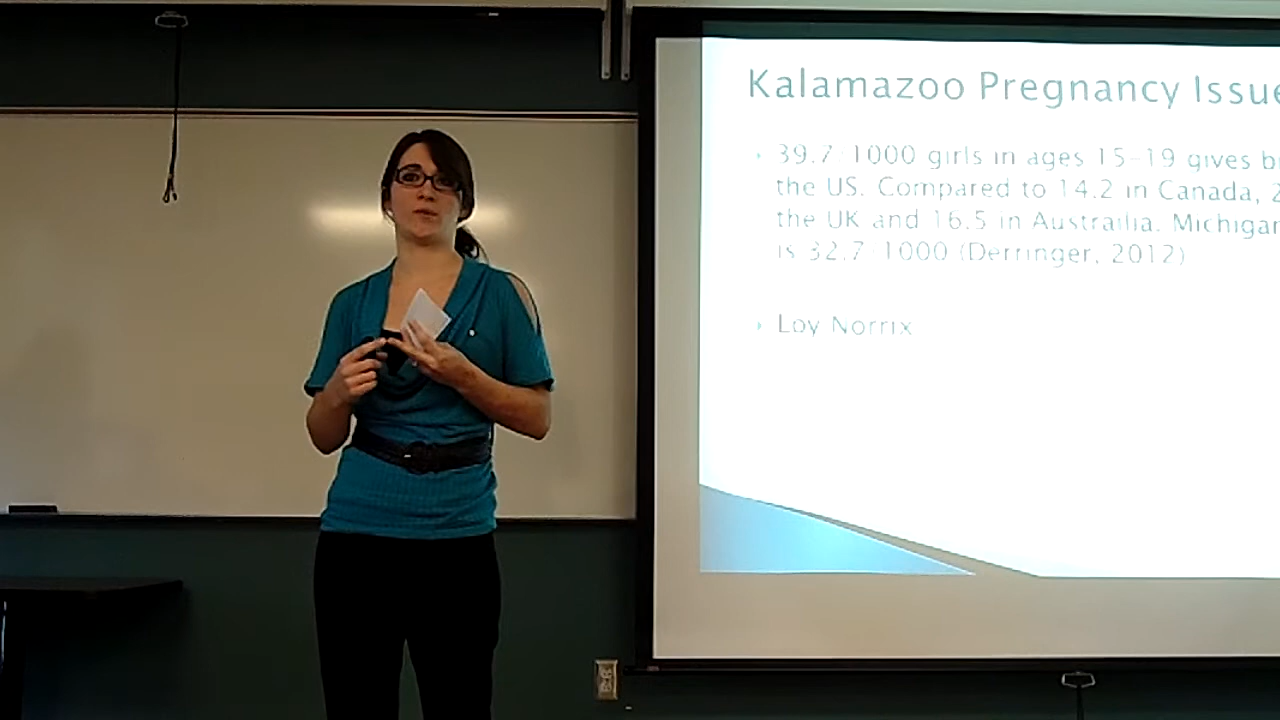 Kalamazoo Pregnancy Issue
39.7:1000 girls in ages 15-19 gives
the US. Compared to 14.2 in Canada,
the UK and 16.5 in Austrailia. Michigan
is 32.7:1000 (Derringer, 2012)
Loy Norrix